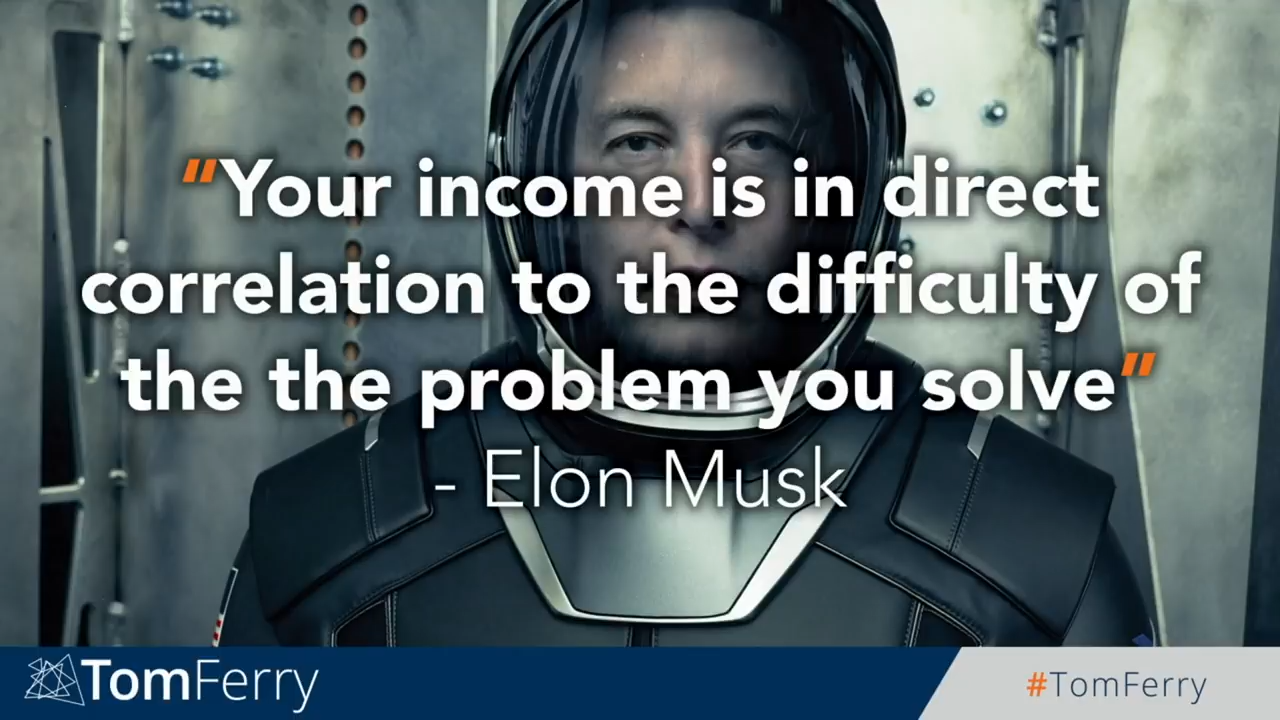 “Your income is in direct
correlation to the difficulty of
the the problem you solve”
- Elon Musk
TomFerry
#TomFerry